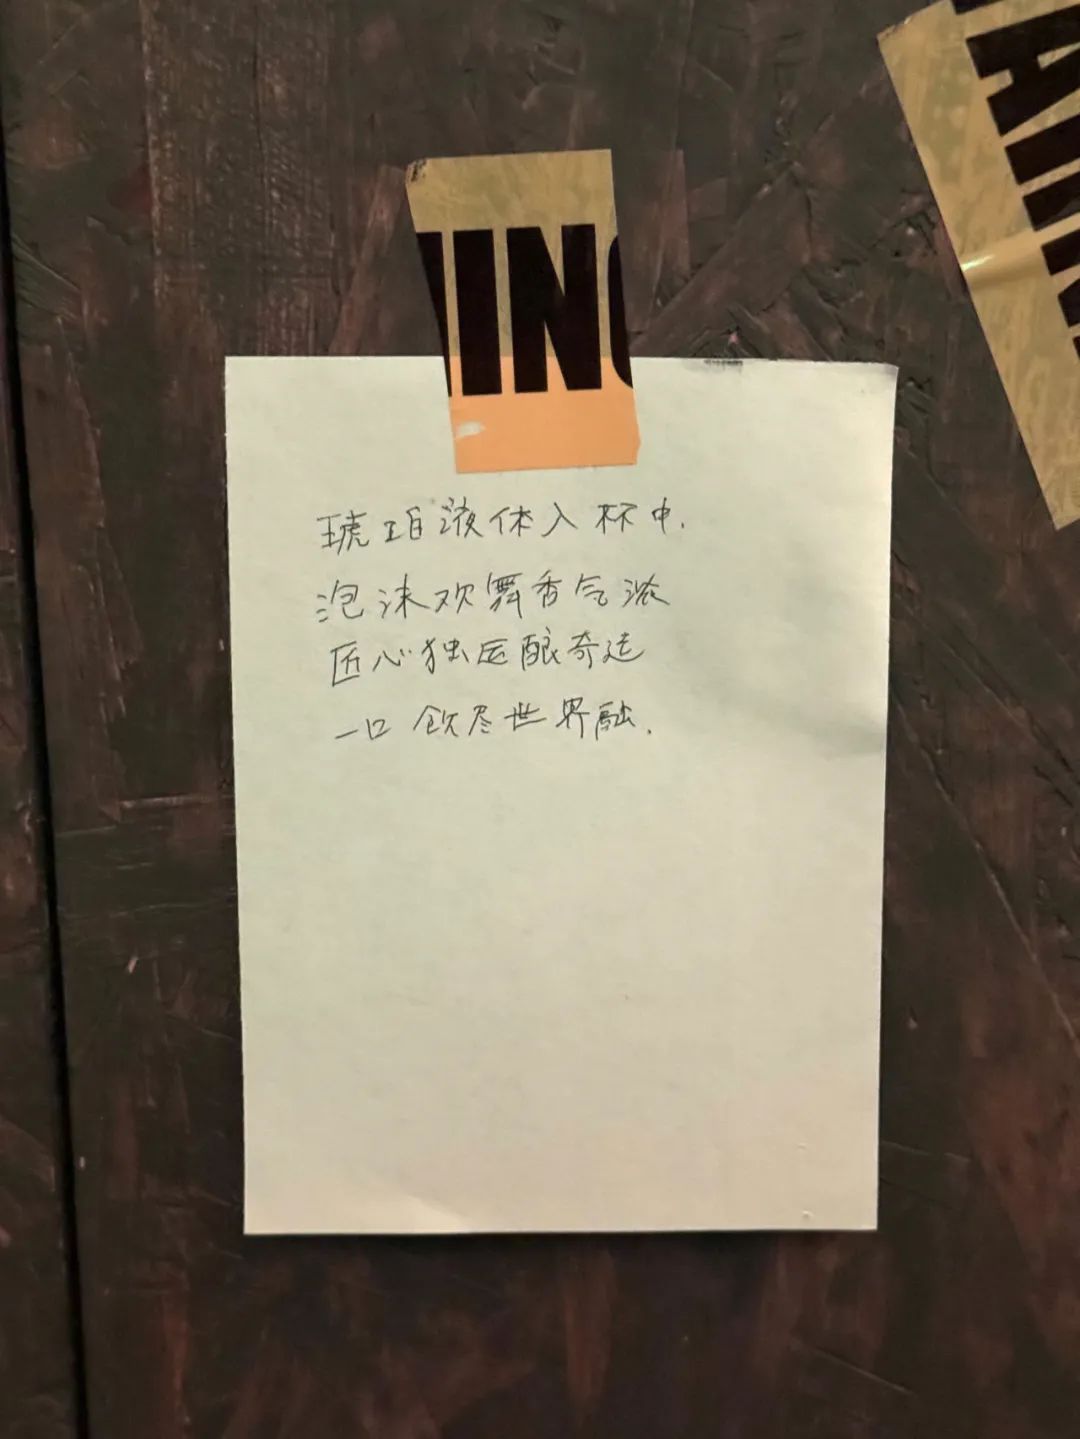 IN
琥珀液体入杯中.
泡沫欢舞香气浓
匠心独运酿奇迹
一口饮尽世界融.